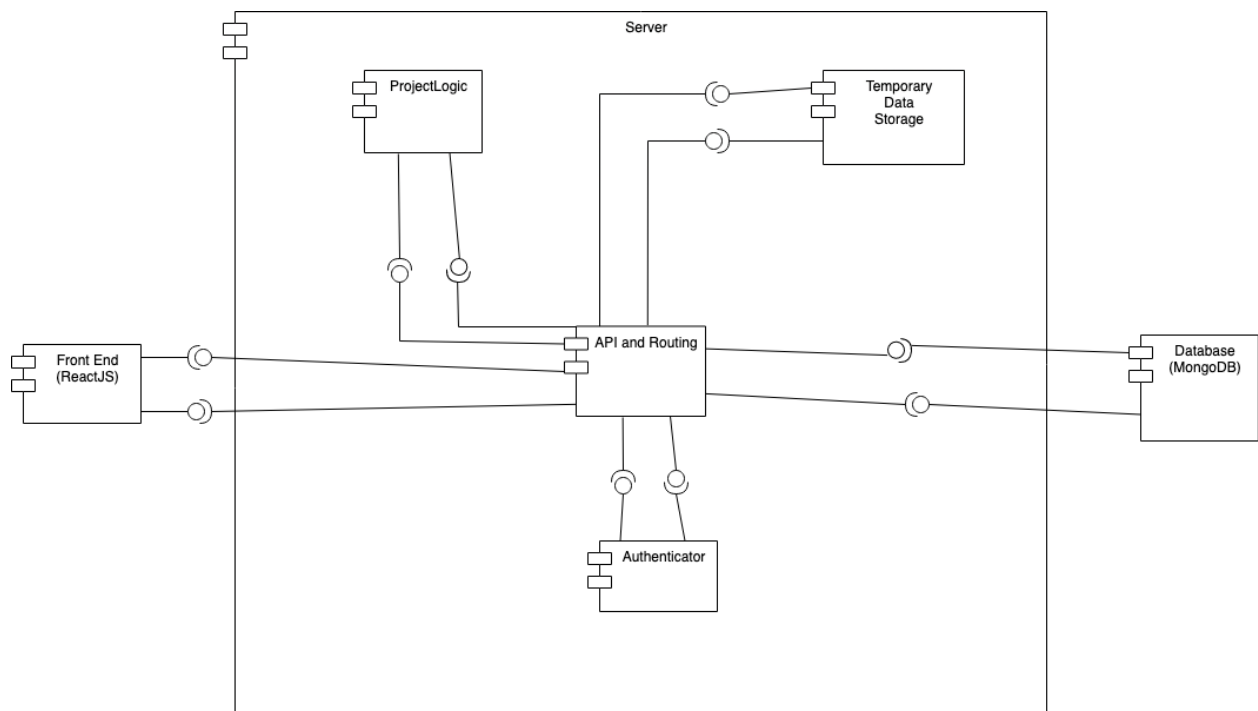 Server
ProjectLogic
Temporary
Data
Storage
Front End
(ReactJS)
API and Routing
Database
(MongoDB)
Authenticator